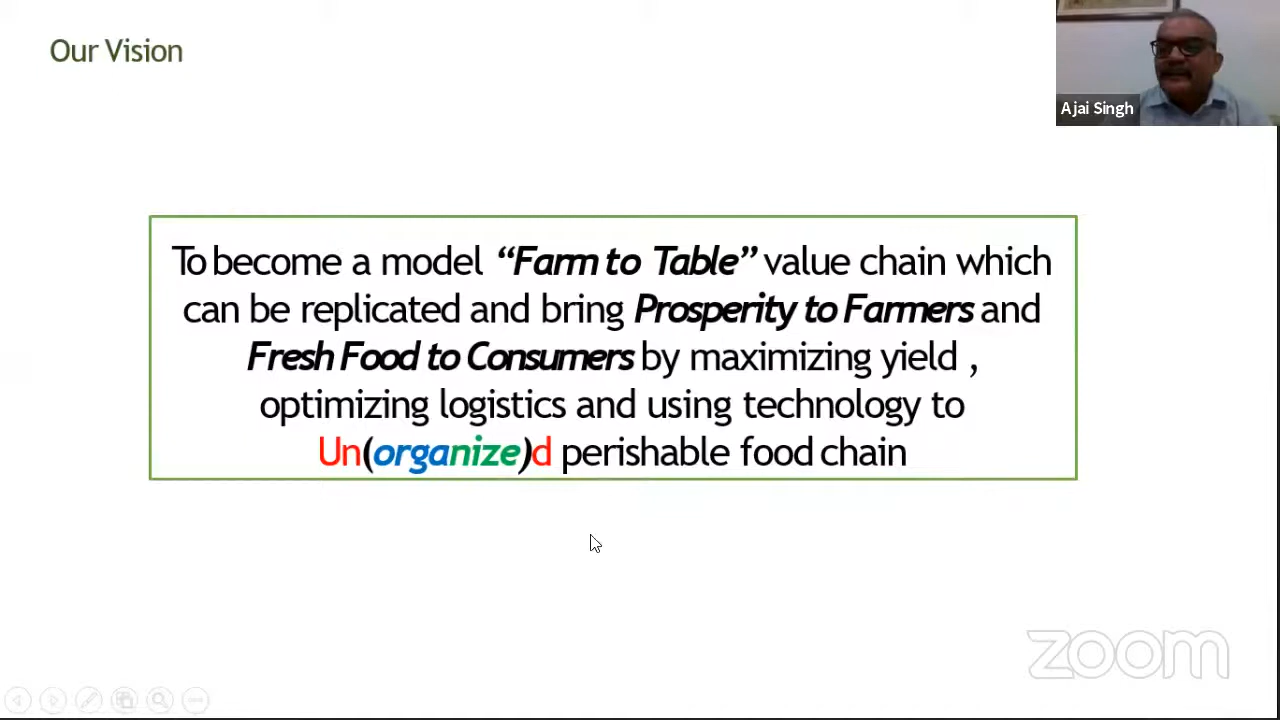 Our Vision
Ajai Singh
To become a model “Farm to Table” value chain which
can be replicated and bring Prosperity to Farmers and
Fresh Food to Consumers by maximizing yield ,
optimizing logistics and using technology to
Un(organize)d perishable food chain
zoom